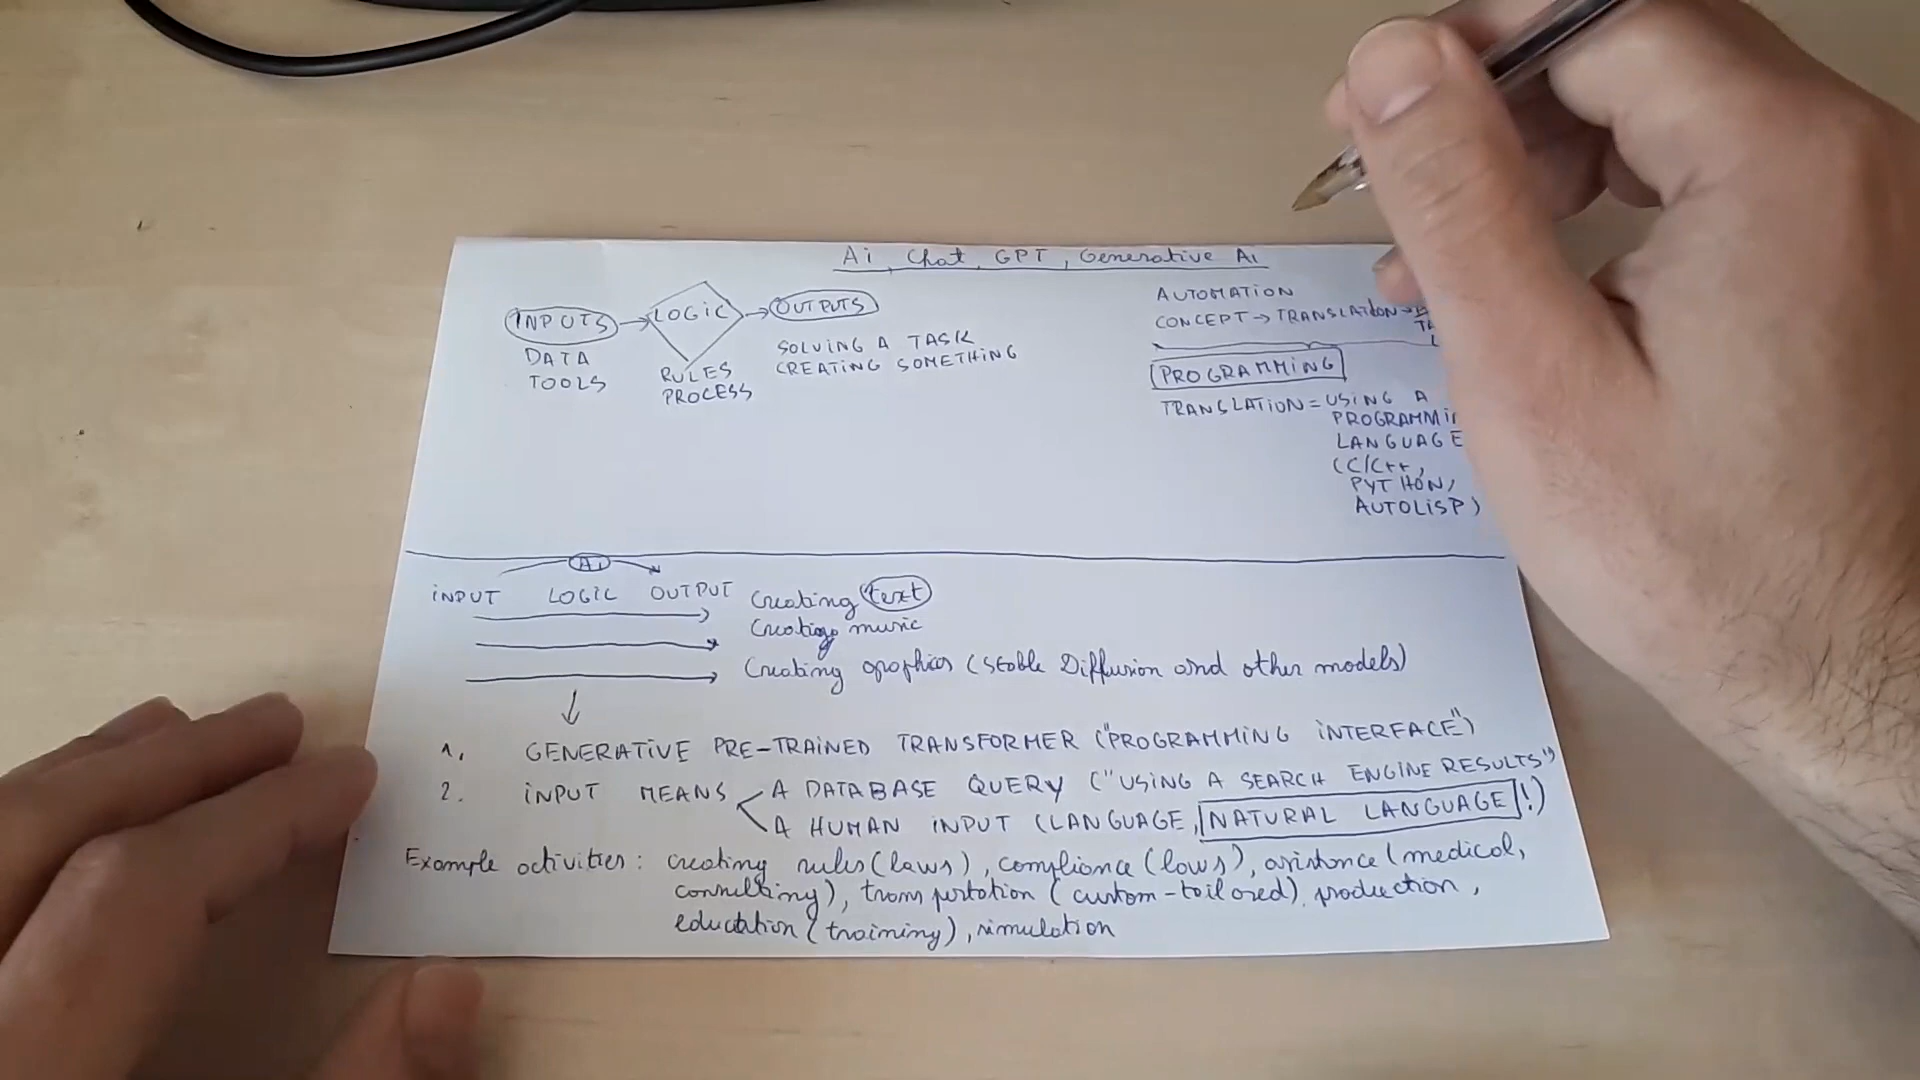 Ai, Chat GPT, Generative Ai
INPUTS → LOGIC → OUTPUTS
DATA
TOOLS
RULES
PROCESS
SOLVING A TASK
CREATING SOMETHING
AUTOMATION
CONCEPT → TRANSLATION →
PROGRAMMING
TRANSLATION = USING A
PROGRAMMI
LANGUAGE
(C/C++,
PYTHON,
AUTOLISP)
Ai
INPUT LOGIC OUTPUT
Creating text
Creating music
Creating graphics (Stable Diffusion and other models)
1. GENERATIVE PRE-TRAINED TRANSFORMER ("PROGRAMMING INTERFACE")
2. INPUT MEANS A DATABASE QUERY ("USING A SEARCH ENGINE RESULTS")
A HUMAN INPUT (LANGUAGE, NATURAL LANGUAGE!)
Example activities: creating rules (laws), compliance (laws), asistence (medical,
consulting), transportation (custom-tailored), production,
education (training), simulation